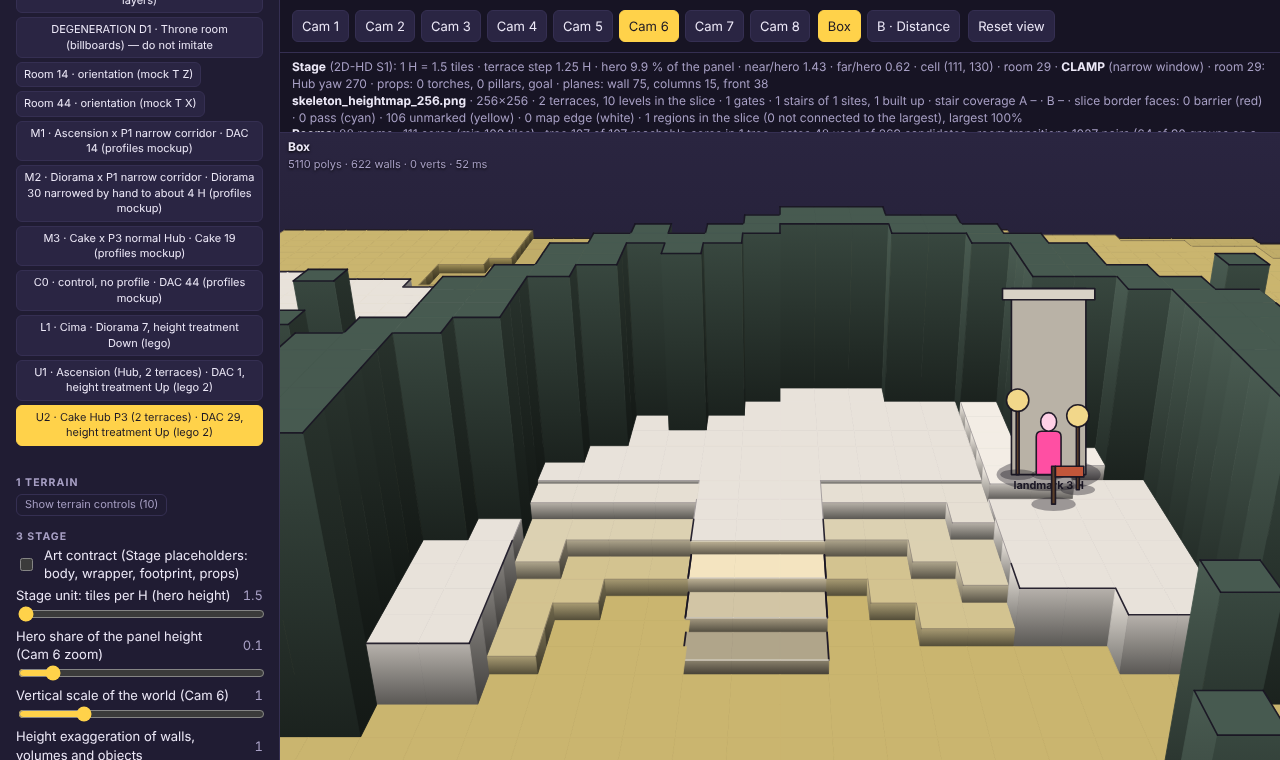 layers)
DEGENERATION D1 · Throne room
(billboards) — do not imitate
Room 14 · orientation (mock T Z)
Room 44 · orientation (mock T X)
M1 · Ascension x P1 narrow corridor · DAC
14 (profiles mockup)
M2 · Diorama x P1 narrow corridor · Diorama
30 narrowed by hand to about 4 H (profiles
mockup)
M3 · Cake x P3 normal Hub · Cake 19
(profiles mockup)
C0 · control, no profile · DAC 44 (profiles
mockup)
L1 · Cima · Diorama 7, height treatment
Down (lego)
U1 · Ascension (Hub, 2 terraces) · DAC 1,
height treatment Up (lego 2)
U2 · Cake Hub P3 (2 terraces) · DAC 29,
height treatment Up (lego 2)
1 TERRAIN
Show terrain controls (10)
3 STAGE
Art contract (Stage placeholders:
body, wrapper, footprint, props)
Stage unit: tiles per H (hero height) 1.5
Hero share of the panel height
(Cam 6 zoom) 0.1
Vertical scale of the world (Cam 6) 1
Height exaggeration of walls,
volumes and objects 1
Cam 1 Cam 2 Cam 3 Cam 4 Cam 5 Cam 6 Cam 7 Cam 8 Box B · Distance Reset view
Stage (2D-HD S1): 1 H = 1.5 tiles · terrace step 1.25 H · hero 9.9 % of the panel · near/hero 1.43 · far/hero 0.62 · cell (111, 130) · room 29 · CLAMP (narrow window) · room 29:
Hub yaw 270 · props: 0 torches, 0 pillars, goal · planes: wall 75, columns 15, front 38
skeleton_heightmap_256.png · 256×256 · 2 terraces, 10 levels in the slice · 1 gates · 1 stairs of 1 sites, 1 built up · stair coverage A – · B – · slice border faces: 0 barrier (red)
· 0 pass (cyan) · 106 unmarked (yellow) · 0 map edge (white) · 1 regions in the slice (0 not connected to the largest), largest 100%
Box
5110 polys · 622 walls · 0 verts · 52 ms
landmark 3 H